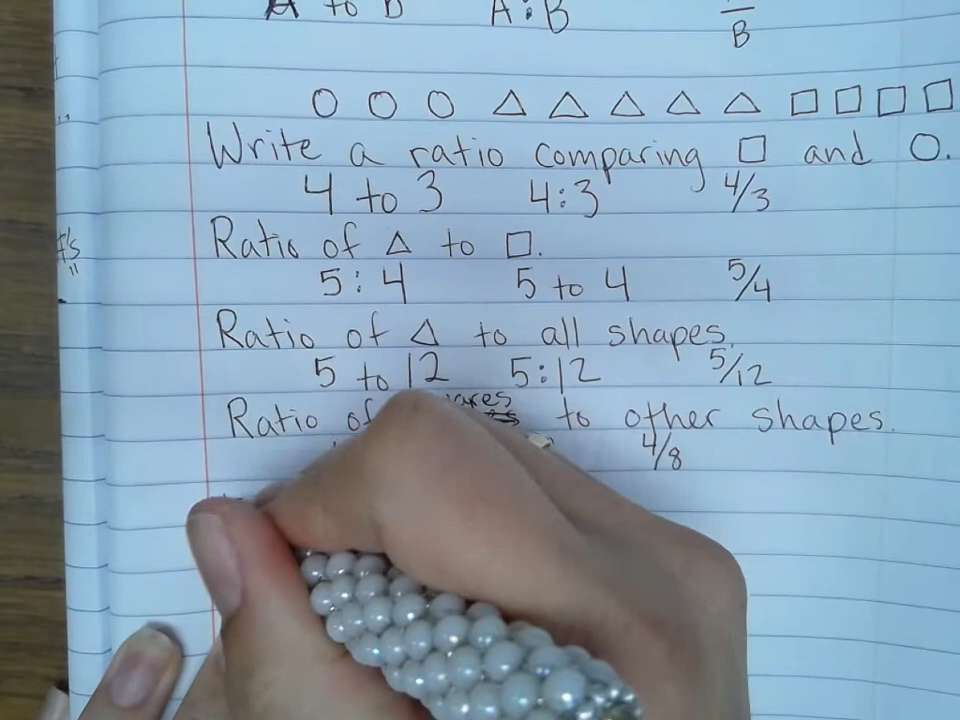 A to B A:B B
Write a ratio comparing □ and ○.
4 to 3 4:3 4/3
Ratio of △ to □.
5:4 5 to 4 5/4
Ratio of △ to all shapes.
5 to 12 5:12 5/12
Ratio of to other shapes.
4/8